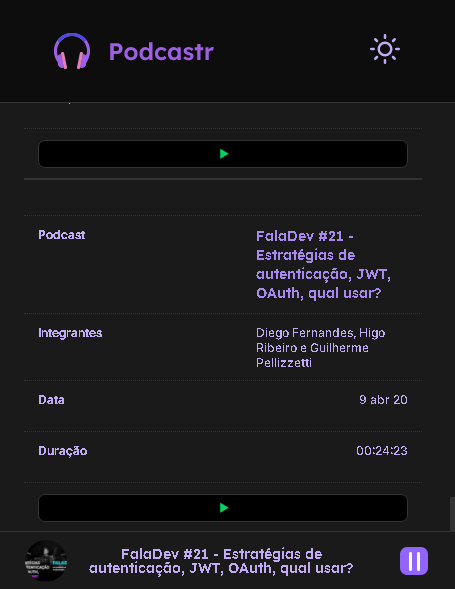 Podcastr
Podcast
FalaDev #21 -
Estratégias de
autenticação, JWT,
OAuth, qual usar?
Integrantes
Diego Fernandes, Higo
Ribeiro e Guilherme
Pellizzetti
Data
9 abr 20
Duração
00:24:23
FalaDev #21 - Estratégias de
autenticação, JWT, OAuth, qual usar?